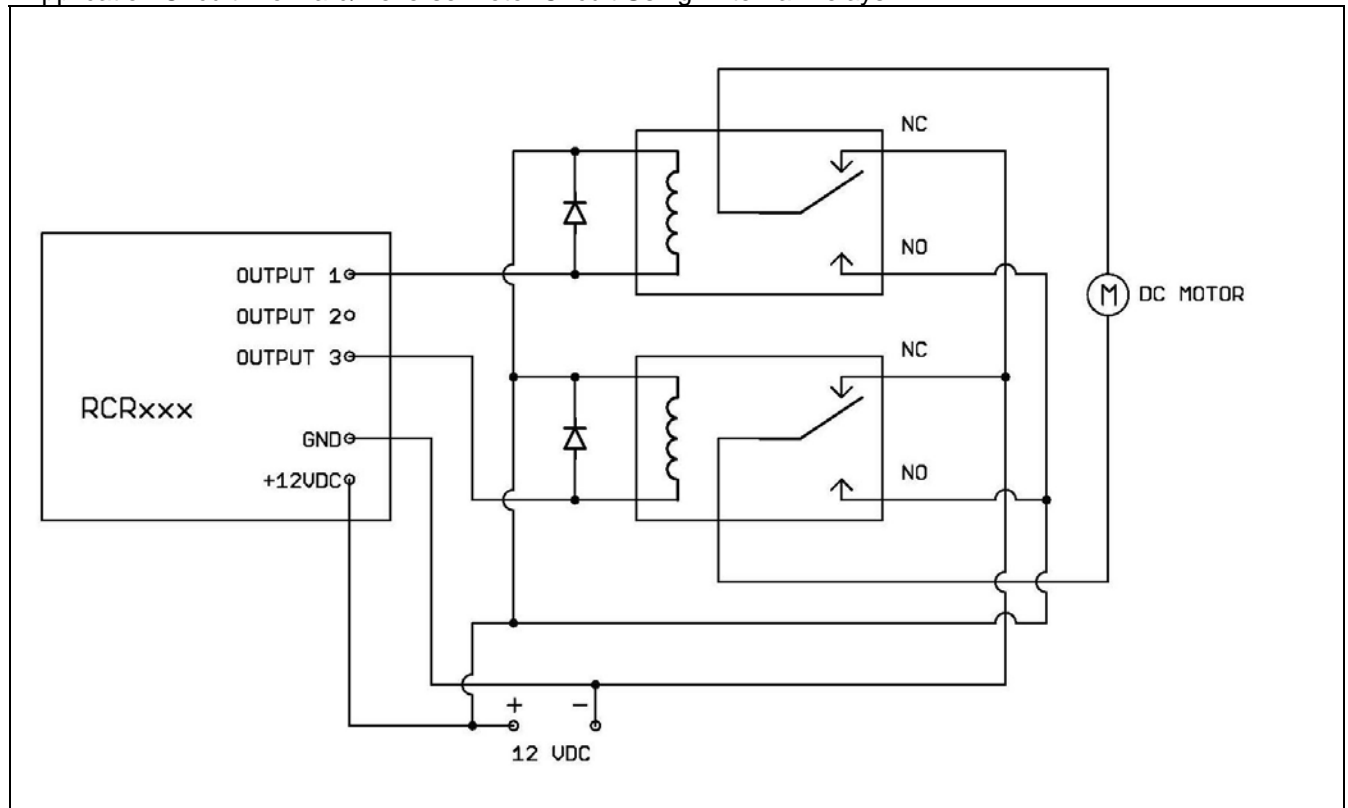 NC
NO
OUTPUT 1
OUTPUT 2
OUTPUT 3
M
DC MOTOR
NC
NO
RCRxxx
GND
+12VDC
+ -
12 VDC